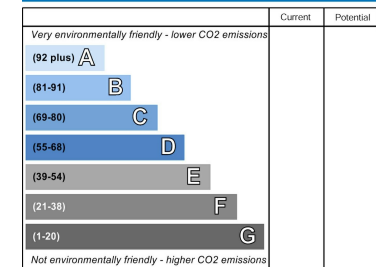 Current Potential
Very environmentally friendly - lower CO2 emissions
(92 plus) A
(81-91) B
(69-80) C
(55-68) D
(39-54) E
(21-38) F
(1-20) G
Not environmentally friendly - higher CO2 emissions